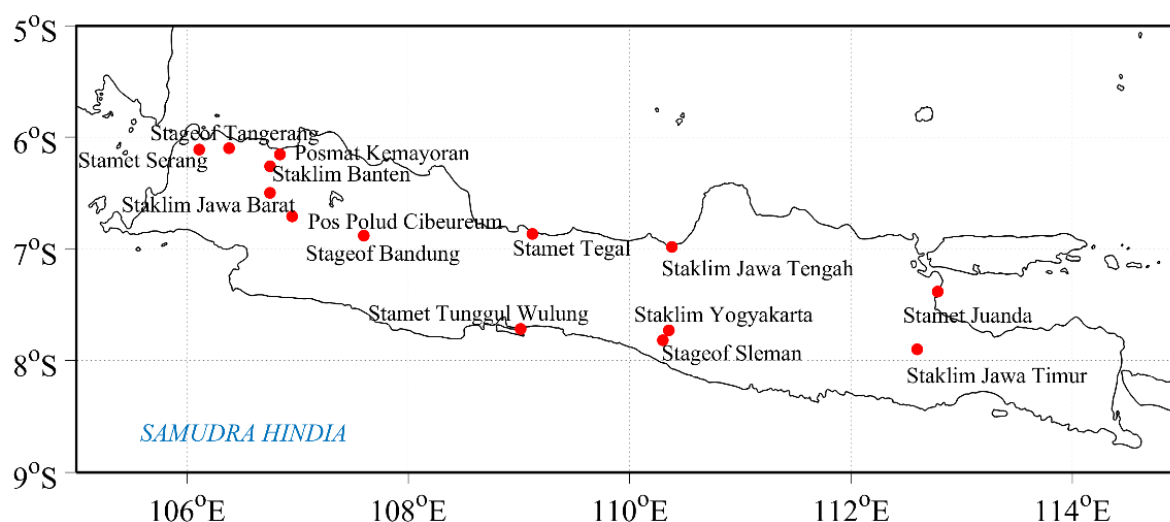 5°S
6°S
7°S
8°S
9°S
Stageof Tangerang
Stamet Serang
Posmat Kemayoran
Staklim Banten
Staklim Jawa Barat
Pos Polud Cibeureum
Stageof Bandung
Stamet Tegal
Staklim Jawa Tengah
Stamet Tunggul Wulung
Staklim Yogyakarta
Stageof Sleman
Stamet Juanda
Staklim Jawa Timur
SAMUDRA HINDIA
106°E
108°E
110°E
112°E
114°E